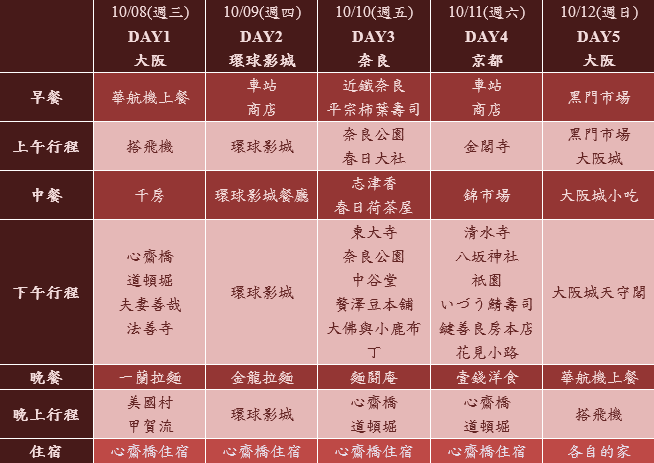 10/08(週三) 10/09(週四) 10/10(週五) 10/11(週六) 10/12(週日)
DAY1 DAY2 DAY3 DAY4 DAY5
大阪 環球影城 奈良 京都 大阪
早餐 華航機上餐 車站 近鐵奈良 車站 黑門市場
商店 平宗柿葉壽司 商店
上午行程 搭飛機 環球影城 奈良公園 金閣寺 黑門市場
春日大社 大阪城
中餐 千房 環球影城餐廳 志津香 錦市場 大阪城小吃
春日荷茶屋
下午行程 心齋橋 環球影城 東大寺 清水寺 大阪城天守閣
道頓堀 奈良公園 八坂神社
夫妻善哉 中谷堂 祇園
法善寺 贅澤豆本舖 いづう鯖壽司
大佛與小鹿布 鍵善良房本店
丁 花見小路
晚餐 一蘭拉麵 金龍拉麵 麵鬪庵 壹錢洋食 華航機上餐
晚上行程 美國村 環球影城 心齋橋 心齋橋 搭飛機
甲賀流 道頓堀 道頓堀
住宿 心齋橋住宿 心齋橋住宿 心齋橋住宿 心齋橋住宿 各自的家